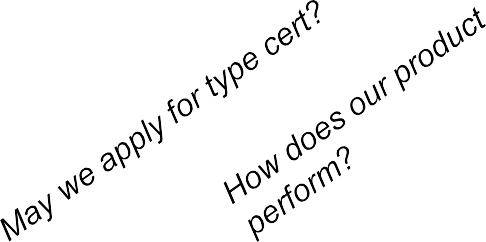 May we apply for type cert?
How does our product
perform?